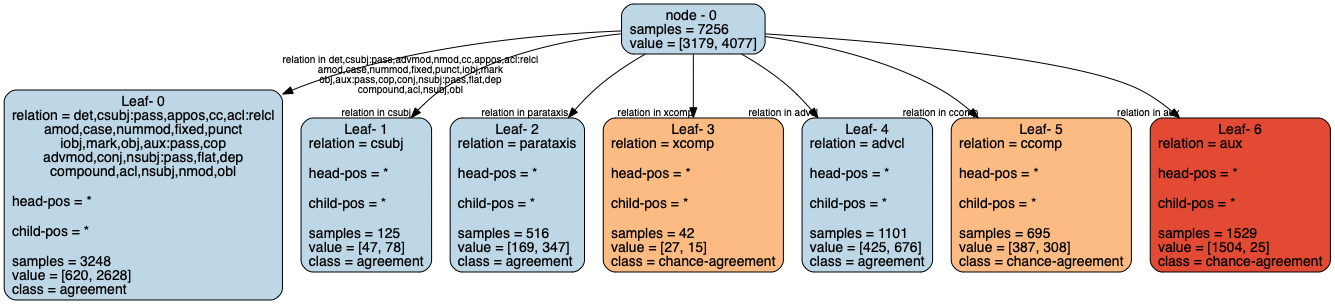 node - 0
samples = 7256
value = [3179, 4077]
relation in det,csubj:pass,advmod,nmod,cc,appos,acl:relcl
amod,case,nummod,fixed,punct,iobj,mark
obj,aux:pass,cop,conj,nsubj:pass,flat,dep
compound,acl,nsubj,obl
relation in csubj
relation in parataxis
relation in xcomp
relation in advcl
relation in ccomp
relation in aux
Leaf- 0
relation = det,csubj:pass,appos,cc,acl:relcl
amod,case,nummod,fixed,punct
iobj,mark,obj,aux:pass,cop
advmod,conj,nsubj:pass,flat,dep
compound,acl,nsubj,nmod,obl
head-pos = *
child-pos = *
samples = 3248
value = [620, 2628]
class = agreement
Leaf- 1
relation = csubj
head-pos = *
child-pos = *
samples = 125
value = [47, 78]
class = agreement
Leaf- 2
relation = parataxis
head-pos = *
child-pos = *
samples = 516
value = [169, 347]
class = agreement
Leaf- 3
relation = xcomp
head-pos = *
child-pos = *
samples = 42
value = [27, 15]
class = chance-agreement
Leaf- 4
relation = advcl
head-pos = *
child-pos = *
samples = 1101
value = [425, 676]
class = agreement
Leaf- 5
relation = ccomp
head-pos = *
child-pos = *
samples = 695
value = [387, 308]
class = chance-agreement
Leaf- 6
relation = aux
head-pos = *
child-pos = *
samples = 1529
value = [1504, 25]
class = chance-agreement